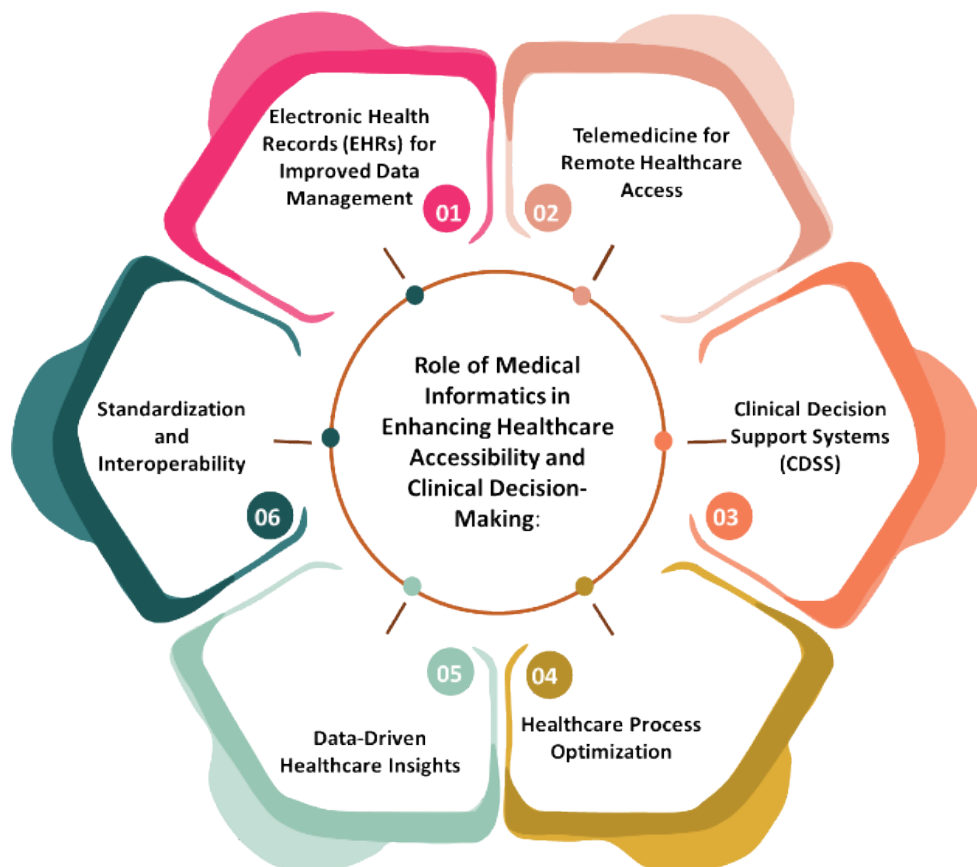 Role of Medical
Informatics in
Enhancing Healthcare
Accessibility and
Clinical Decision-
Making:
Electronic Health
Records (EHRs) for
Improved Data
Management
01
Telemedicine for
Remote Healthcare
Access
02
Clinical Decision
Support Systems
(CDSS)
03
Healthcare Process
Optimization
04
Data-Driven
Healthcare Insights
05
Standardization
and
Interoperability
06